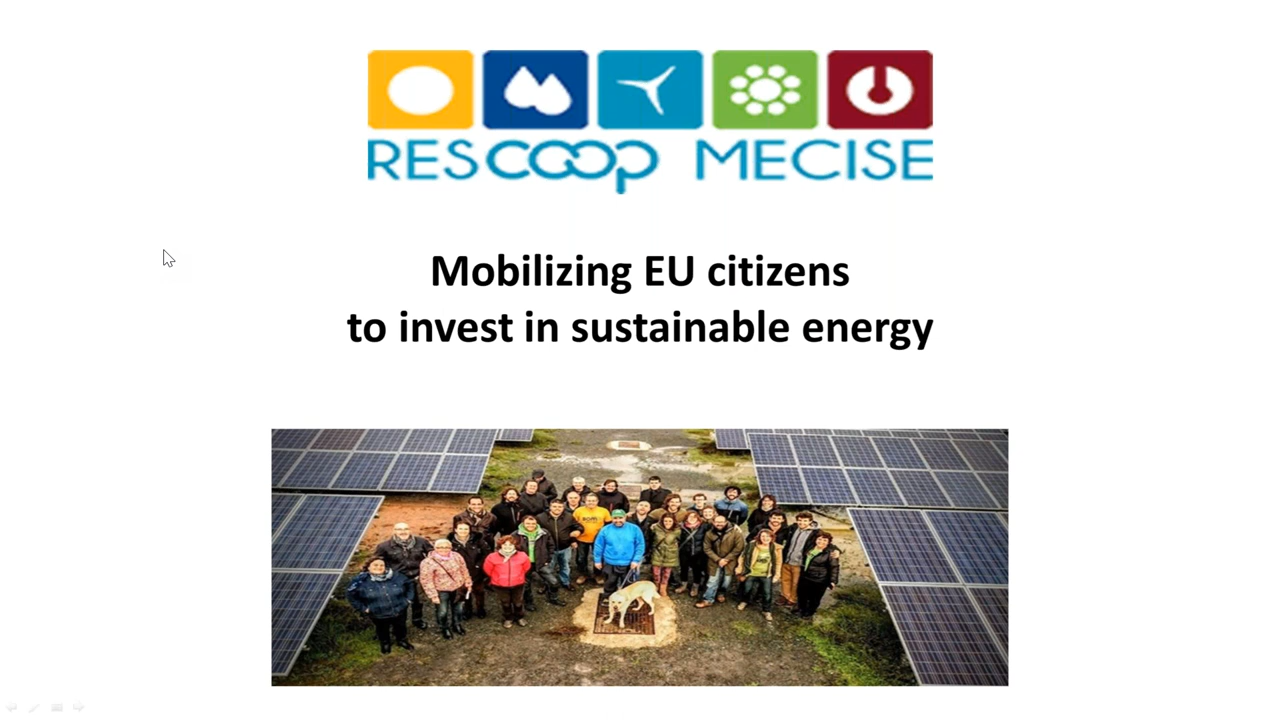 RESCOOP MECISE
Mobilizing EU citizens
to invest in sustainable energy